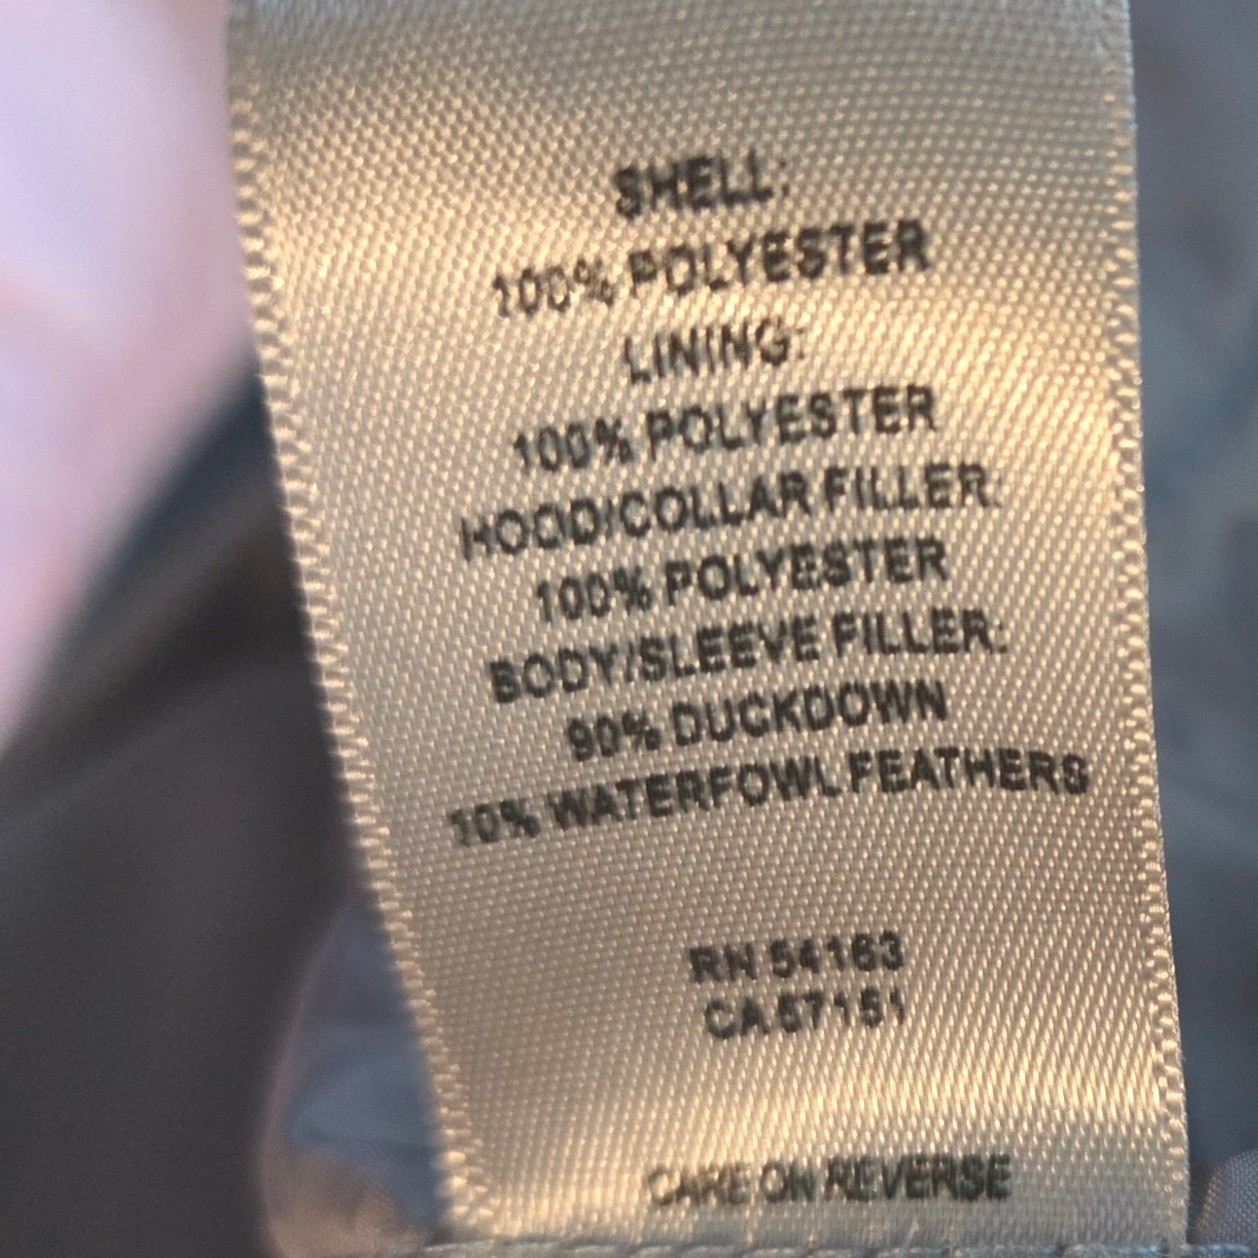 SHELL:
100% POLYESTER
LINING:
100% POLYESTER
HOOD/COLLAR FILLER:
100% POLYESTER
BODY/SLEEVE FILLER:
90% DUCKDOWN
10% WATERFOWL FEATHERS
RN 54163
CA 57151
CARE ON REVERSE